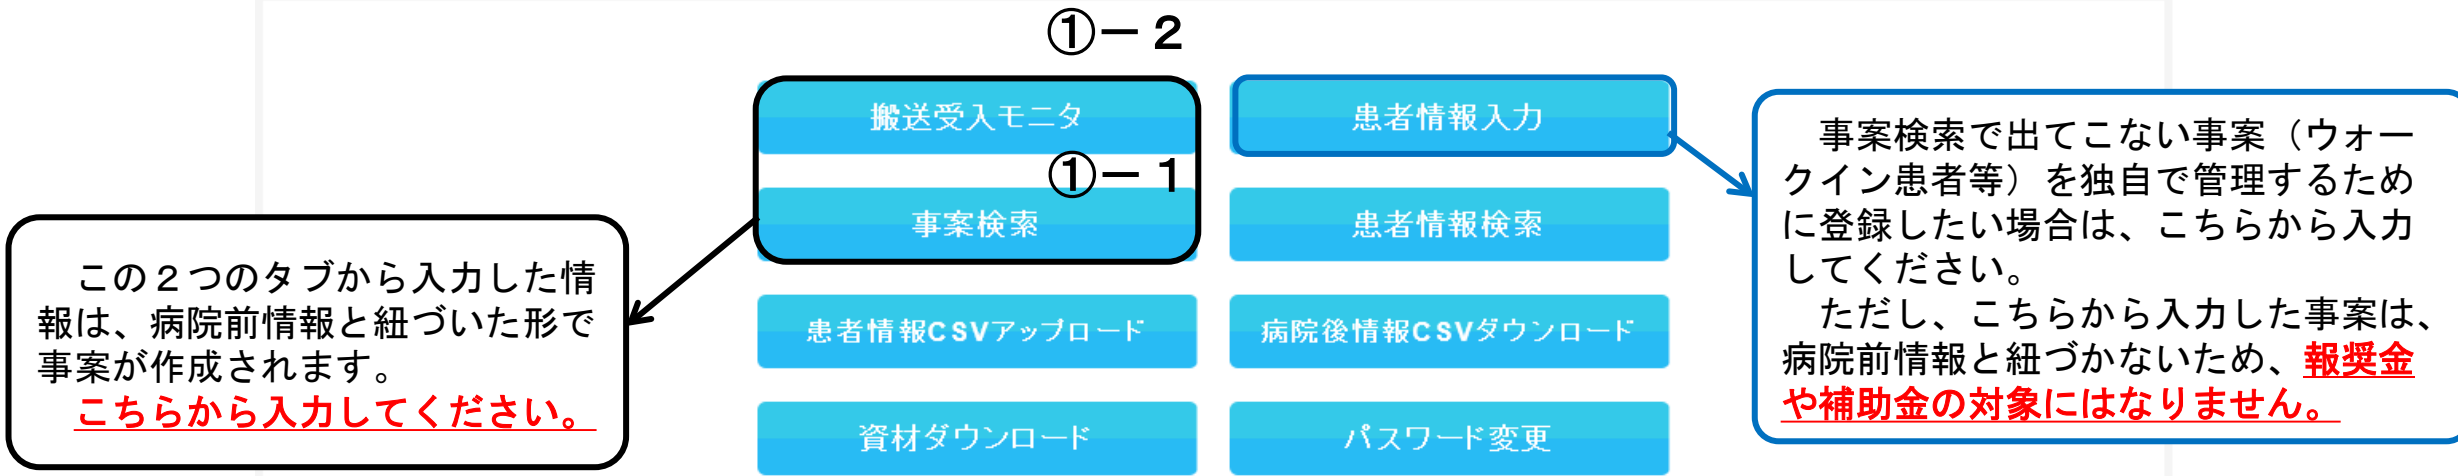 ①－２
搬送受入モニタ
患者情報入力
①－１
事案検索
患者情報検索
患者情報CSVアップロード
病院後情報CSVダウンロード
資材ダウンロード
パスワード変更
この２つのタブから入力した情
報は、病院前情報と紐づいた形で
事案が作成されます。
こちらから入力してください。
事案検索で出てこない事案（ウォー
クイン患者等）を独自で管理するため
に登録したい場合は、こちらから入力
してください。
ただし、こちらから入力した事案は、
病院前情報と紐づかないため、報奨金
や補助金の対象にはなりません。